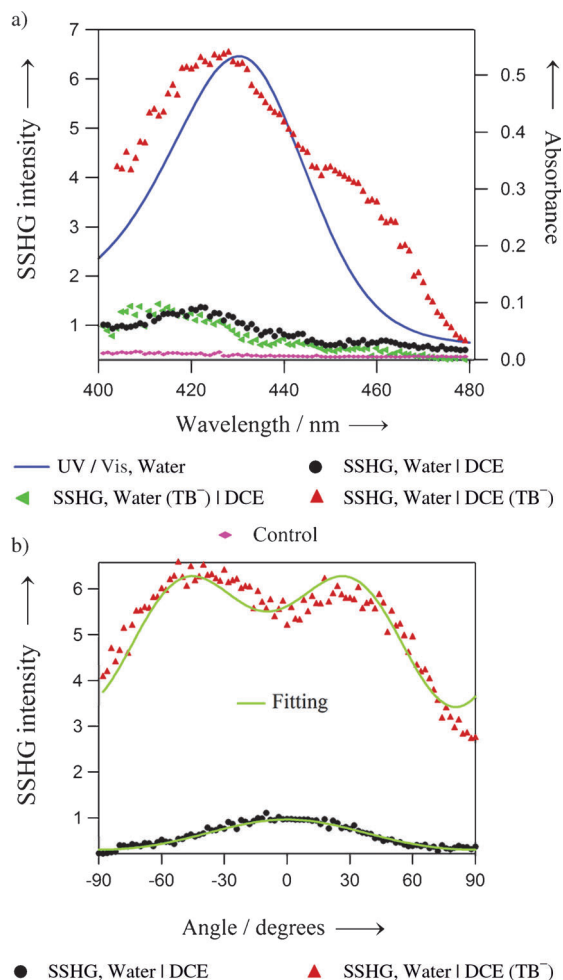 a)
7
6
5
4
3
2
1
SSHG intensity
0.5
0.4
0.3
0.2
0.1
0.0
Absorbance
400 420 440 460 480
Wavelength / nm
UV / Vis, Water
SSHG, Water | DCE
SSHG, Water (TB⁻) | DCE
SSHG, Water | DCE (TB⁻)
Control
b)
6
5
4
3
2
1
SSHG intensity
Fitting
-90 -60 -30 0 30 60 90
Angle / degrees
SSHG, Water | DCE
SSHG, Water | DCE (TB⁻)